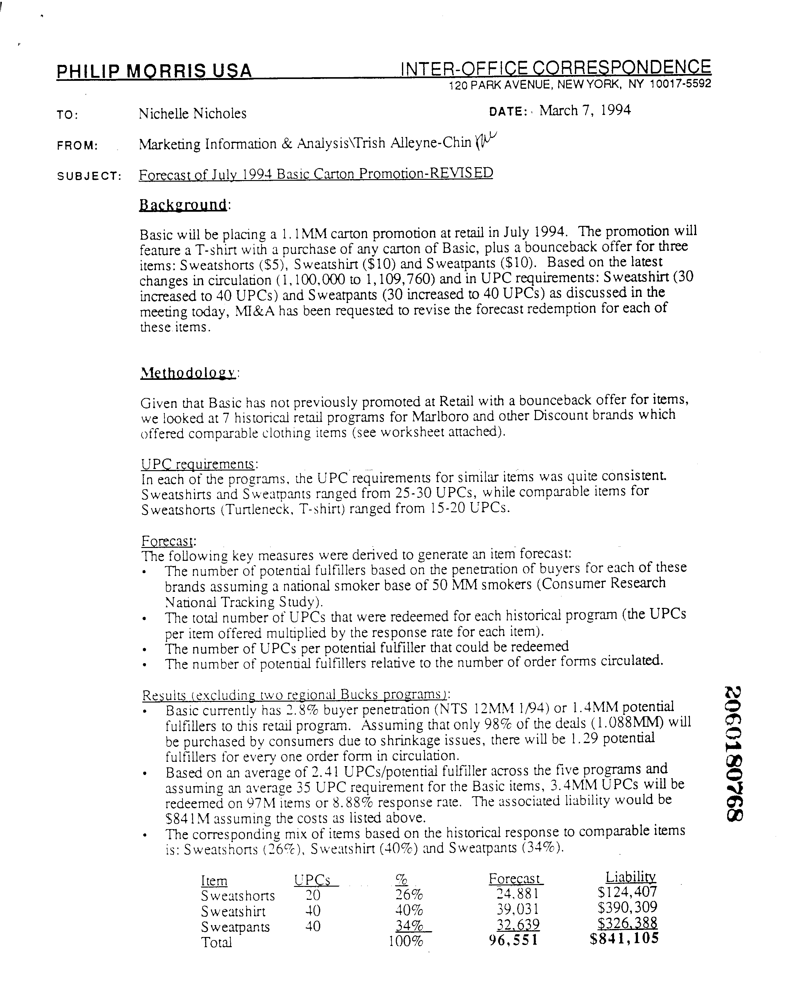 PHILIP MORRIS USA INTER-OFFICE CORRESPONDENCE
120 PARK AVENUE, NEW YORK, NY 10017-5592
TO: Nichelle Nicholes DATE: March 7, 1994
FROM: Marketing Information & Analysis\Trish Alleyne-Chin
SUBJECT: Forecast of July 1994 Basic Carton Promotion-REVISED
Background:
Basic will be placing a 1.1MM carton promotion at retail in July 1994. The promotion will
feature a T-shirt with a purchase of any carton of Basic, plus a bounceback offer for three
items: Sweatshorts ($5), Sweatshirt ($10) and Sweatpants ($10). Based on the latest
changes in circulation (1,100,000 to 1,109,760) and in UPC requirements: Sweatshirt (30
increased to 40 UPCs) and Sweatpants (30 increased to 40 UPCs) as discussed in the
meeting today, MI&A has been requested to revise the forecast redemption for each of
these items.
Methodology:
Given that Basic has not previously promoted at Retail with a bounceback offer for items,
we looked at 7 historical retail programs for Marlboro and other Discount brands which
offered comparable clothing items (see worksheet attached).
UPC requirements:
In each of the programs, the UPC requirements for similar items was quite consistent.
Sweatshirts and Sweatpants ranged from 25-30 UPCs, while comparable items for
Sweatshorts (Turtleneck, T-shirt) ranged from 15-20 UPCs.
Forecast:
The following key measures were derived to generate an item forecast:
• The number of potential fulfillers based on the penetration of buyers for each of these
brands assuming a national smoker base of 50 MM smokers (Consumer Research
National Tracking Study).
• The total number of UPCs that were redeemed for each historical program (the UPCs
per item offered multiplied by the response rate for each item).
• The number of UPCs per potential fulfiller that could be redeemed
• The number of potential fulfillers relative to the number of order forms circulated.
Results (excluding two regional Bucks programs):
• Basic currently has 2.8% buyer penetration (NTS 12MM 1/94) or 1.4MM potential
fulfillers to this retail program. Assuming that only 98% of the deals (1.088MM) will
be purchased by consumers due to shrinkage issues, there will be 1.29 potential
fulfillers for every one order form in circulation.
• Based on an average of 2.41 UPCs/potential fulfiller across the five programs and
assuming an average 35 UPC requirement for the Basic items, 3.4MM UPCs will be
redeemed on 97M items or 8.88% response rate. The associated liability would be
$841M assuming the costs as listed above.
• The corresponding mix of items based on the historical response to comparable items
is: Sweatshorts (26%), Sweatshirt (40%) and Sweatpants (34%).
Item UPCs % Forecast Liability
Sweatshorts 20 26% 24,881 $124,407
Sweatshirt 40 40% 39,031 $390,309
Sweatpants 40 34% 32,639 $326,388
Total 100% 96,551 $841,105
2060180768